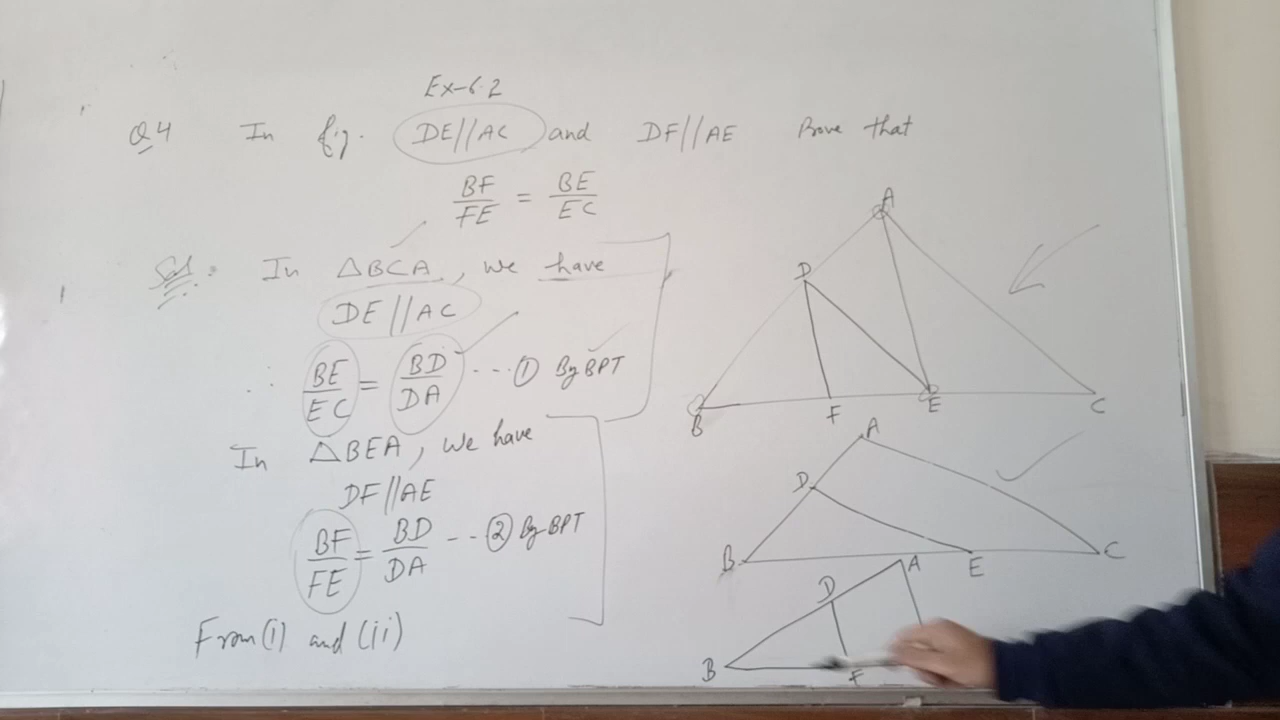 Ex-6.2
Q4 In fig. DE//AC and DF//AE Prove that
BF/FE = BE/EC
Sol: In △BCA, we have
DE//AC
∴ BE/EC = BD/DA ---① By BPT
In △BEA, we have
DF//AE
BF/FE = BD/DA -- ② By BPT
From (i) and (ii)
A
D
B F E C
A
D
B E C
A
D
B F